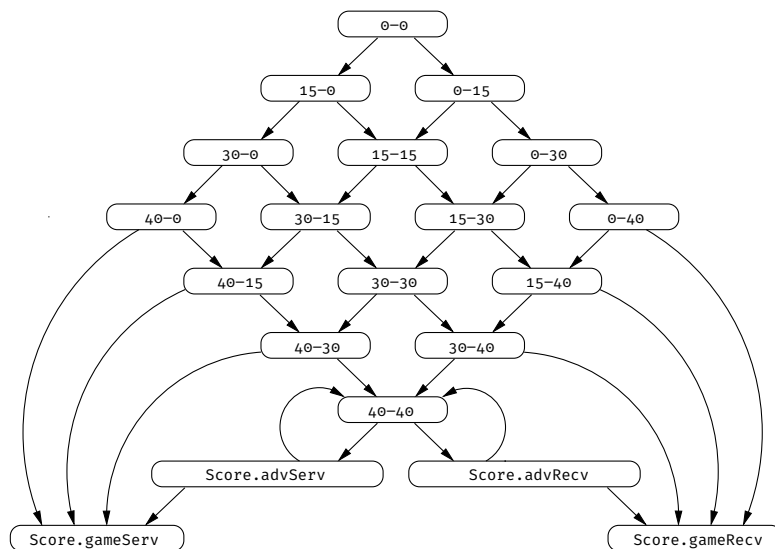 0–0
15–0 0–15
30–0 15–15 0–30
40–0 30–15 15–30 0–40
40–15 30–30 15–40
40–30 30–40
40–40
Score.advServ Score.advRecv
Score.gameServ Score.gameRecv